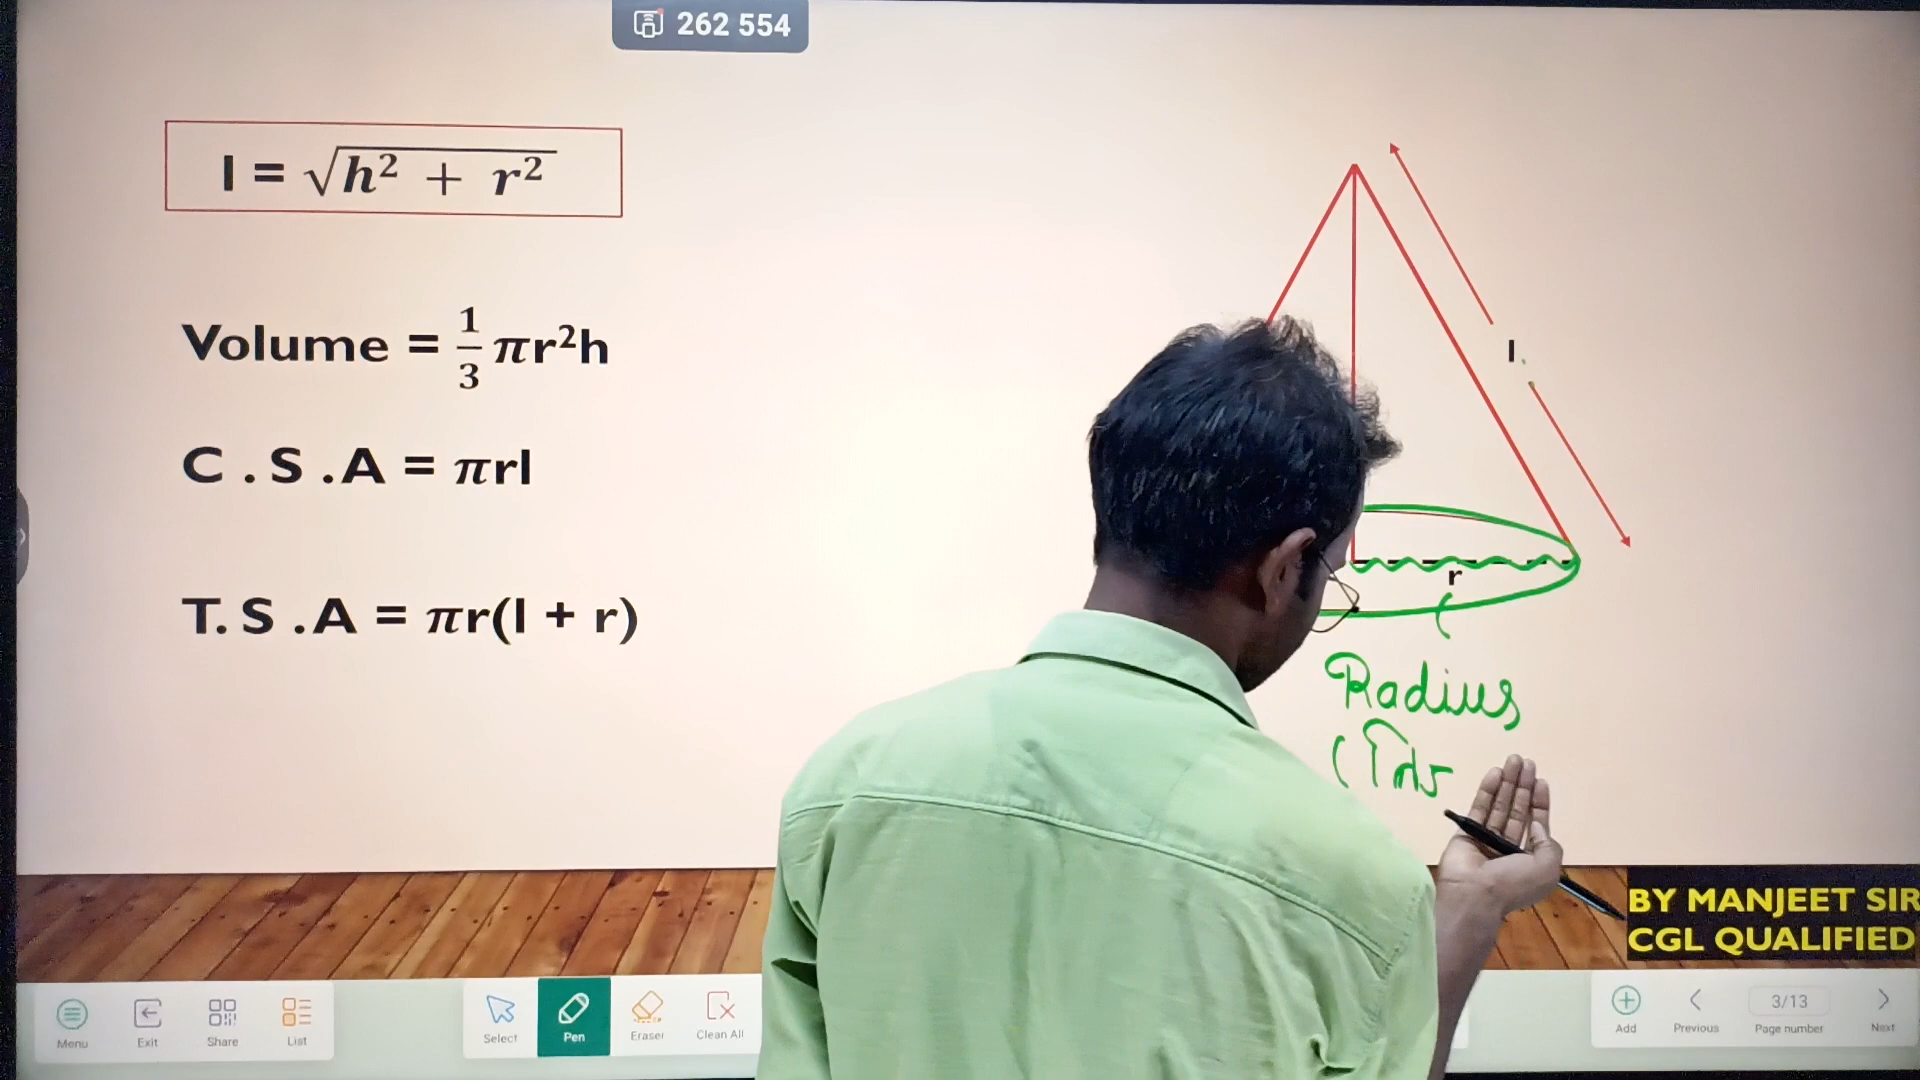 262 554
l = √h² + r²
Volume = 1/3 πr²h
C . S .A = πrl
T. S .A = πr(l + r)
l
r
Radius
BY MANJEET SIR
CGL QUALIFIED
Menu Exit Share List Select Pen Eraser Clean All Add Previous 3/13 Page number Next